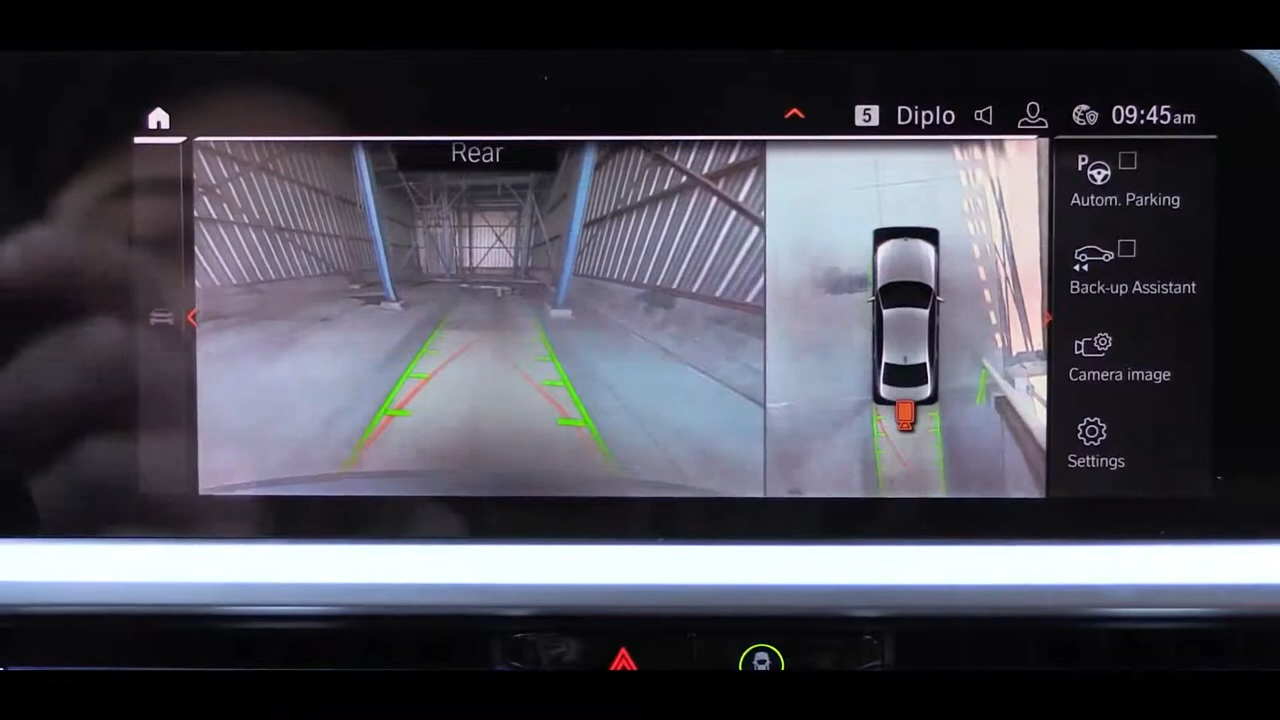 5 Diplo 09:45am
Rear
P
Autom. Parking
Back-up Assistant
Camera image
Settings